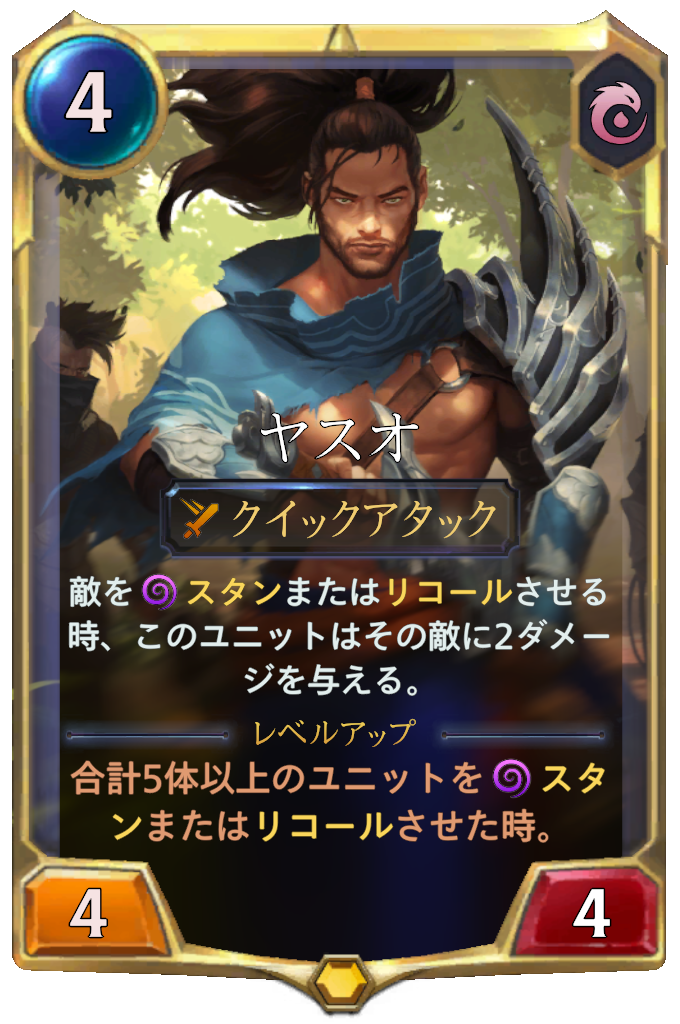 4
ヤスオ
クイックアタック
敵をスタンまたはリコールさせる
時、このユニットはその敵に2ダメー
ジを与える。
レベルアップ
合計5体以上のユニットをスタ
ンまたはリコールさせた時。
4
4